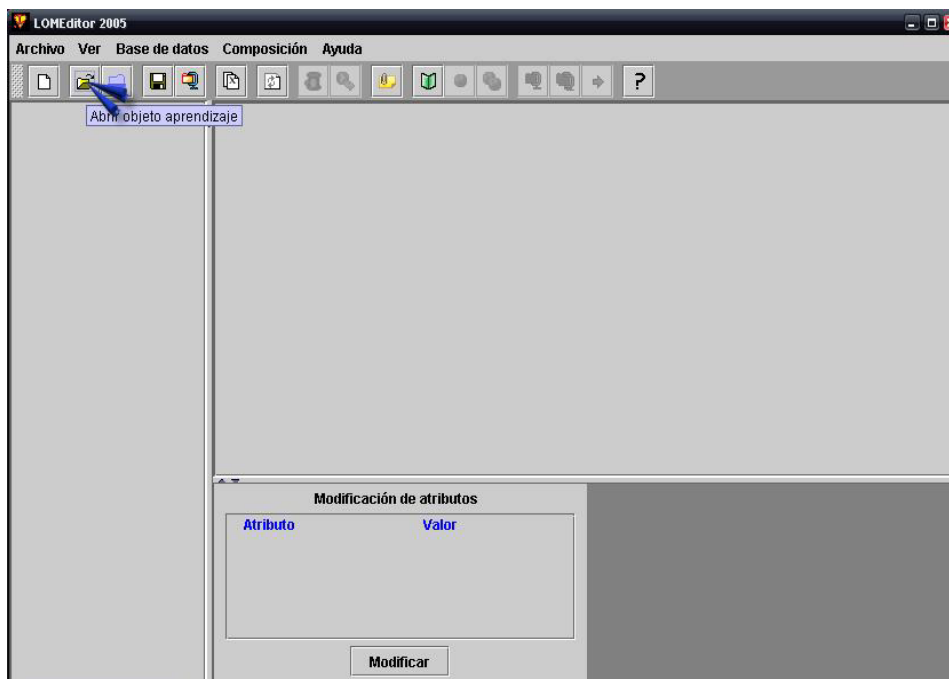 LOMEditor 2005
Archivo Ver Base de datos Composición Ayuda
?
Abrir objeto aprendizaje
Modificación de atributos
Atributo Valor
Modificar